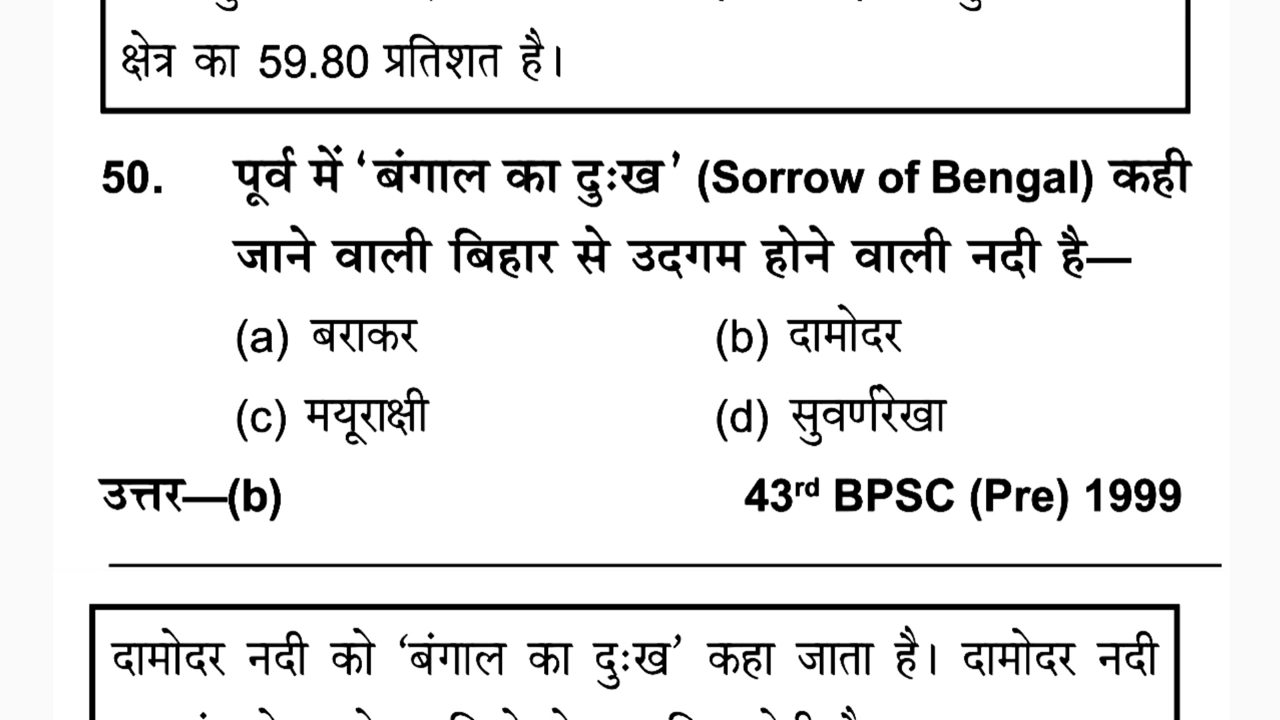 क्षेत्र का 59.80 प्रतिशत है।
50. पूर्व में ‘बंगाल का दुःख’ (Sorrow of Bengal) कही
जाने वाली बिहार से उदगम होने वाली नदी है—
(a) बराकर (b) दामोदर
(c) मयूराक्षी (d) सुवर्णरेखा
उत्तर—(b) 43rd BPSC (Pre) 1999
दामोदर नदी को ‘बंगाल का दुःख’ कहा जाता है। दामोदर नदी